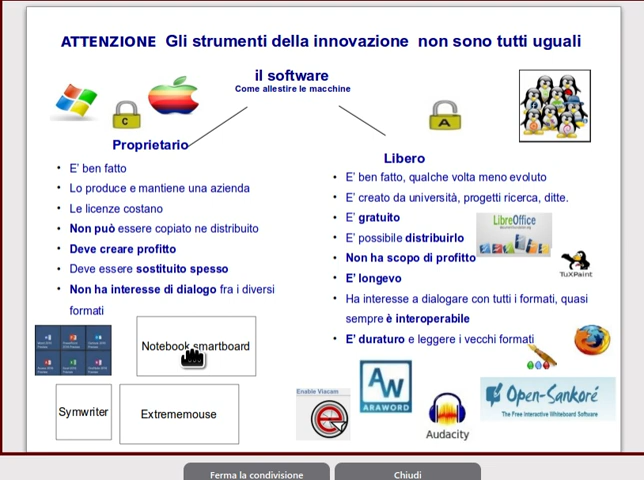 ATTENZIONE Gli strumenti della innovazione non sono tutti uguali
il software
Come allestire le macchine
C
A
Proprietario
E' ben fatto
Lo produce e mantiene una azienda
Le licenze costano
Non può essere copiato ne distribuito
Deve creare profitto
Deve essere sostituito spesso
Non ha interesse di dialogo fra i diversi
formati
Notebook smartboard
Symwriter
Extrememouse
Libero
E' ben fatto, qualche volta meno evoluto
E' creato da università, progetti ricerca, ditte.
E' gratuito
E' possibile distribuirlo
Non ha scopo di profitto
E' longevo
Ha interesse a dialogare con tutti i formati, quasi
sempre è interoperabile
E' duraturo e leggere i vecchi formati
LibreOffice
TuxPaint
Enable Viacam
e
AW
ARAWORD
Audacity
Open-Sankoré
The Free Interactive Whiteboard Software
Ferma la condivisione
Chiudi